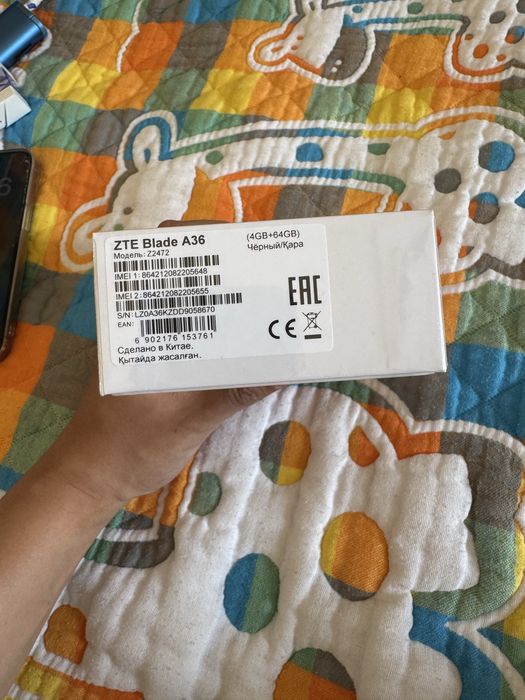 ZTE Blade A36
(4GB+64GB)
Модель: Z2472
Чёрный/Қара
IMEI 1: 864212082205648
IMEI 2: 864212082205655
S/N: LZ0A36KZDD9058670
EAN:
6 902176 153761
Сделано в Китае.
Қытайда жасалған.
EAC
CE